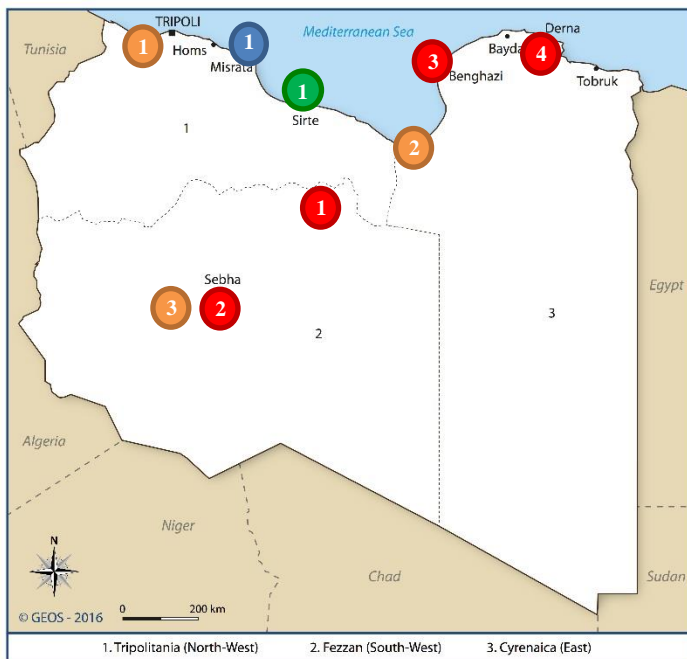 Tunisia
TRIPOLI
1
Homs
1
Misrata
Mediterranean Sea
1
Sirte
Derna
Bayda
4
3
Benghazi
Tobruk
2
1
1
Sebha
3
2
2
3
Egypt
Algeria
Niger
Chad
Sudan
N
© GEOS - 2016
0 200 km
1. Tripolitania (North-West) 2. Fezzan (South-West) 3. Cyrenaica (East)